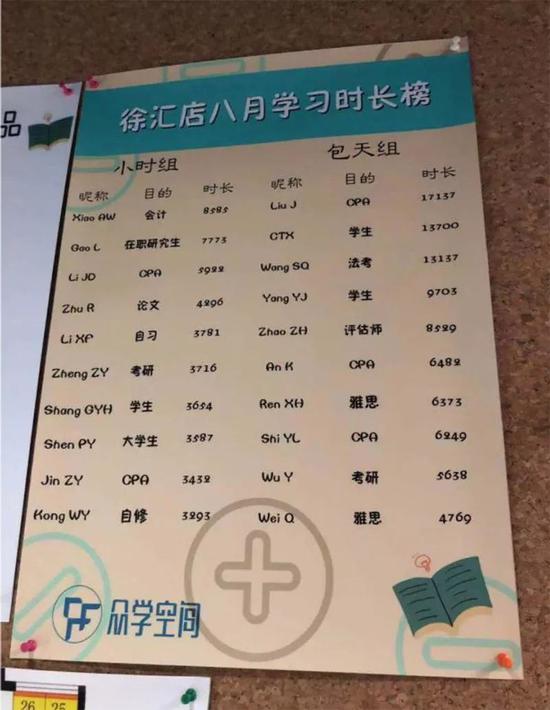 品
徐汇店八月学习时长榜
小时组 包天组
昵称 目的 时长 昵称 目的 时长
Xiao AW 会计 8585 Liu J CPA 17137
Gao L 在职研究生 7773 CTX 学生 13700
Li JD CPA 5922 Wang SQ 法考 13137
Zhu R 论文 4296 Yang YJ 学生 9703
Li XP 自习 3781 Zhao ZH 评估师 8529
Zheng ZY 考研 3716 An K CPA 6482
Shang GYH 学生 3654 Ren XH 雅思 6373
Shen PY 大学生 3587 Shi YL CPA 6249
Jin ZY CPA 3432 Wu Y 考研 5638
Kong WY 自修 3293 Wei Q 雅思 4769
众学空间
26 25